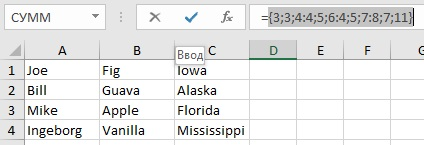 СУММ ={3;3;4:4;5;6:4;5;7:8;7;11}
Ввод
A B C D E F G
1 Joe Fig Iowa
2 Bill Guava Alaska
3 Mike Apple Florida
4 Ingeborg Vanilla Mississippi